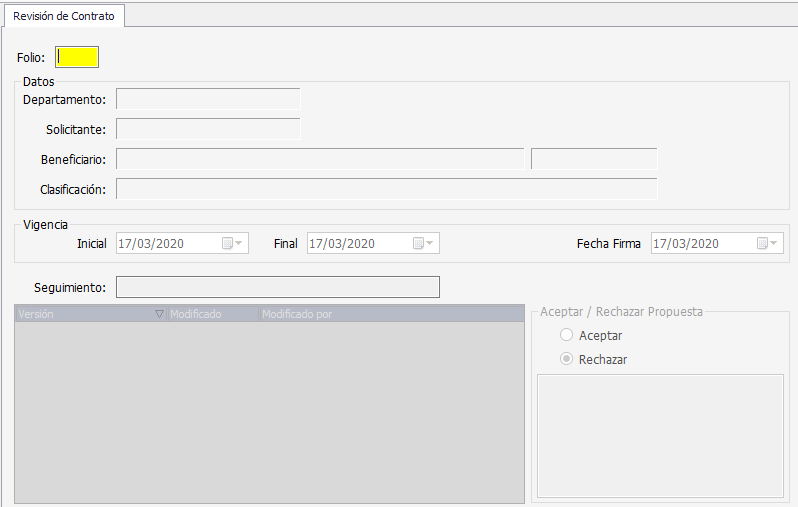 Revisión de Contrato
Folio:
Datos
Departamento:
Solicitante:
Beneficiario:
Clasificación:
Vigencia
Inicial 17/03/2020 Final 17/03/2020 Fecha Firma 17/03/2020
Seguimiento:
Versión Modificado Modificado por
Aceptar / Rechazar Propuesta
Aceptar
Rechazar